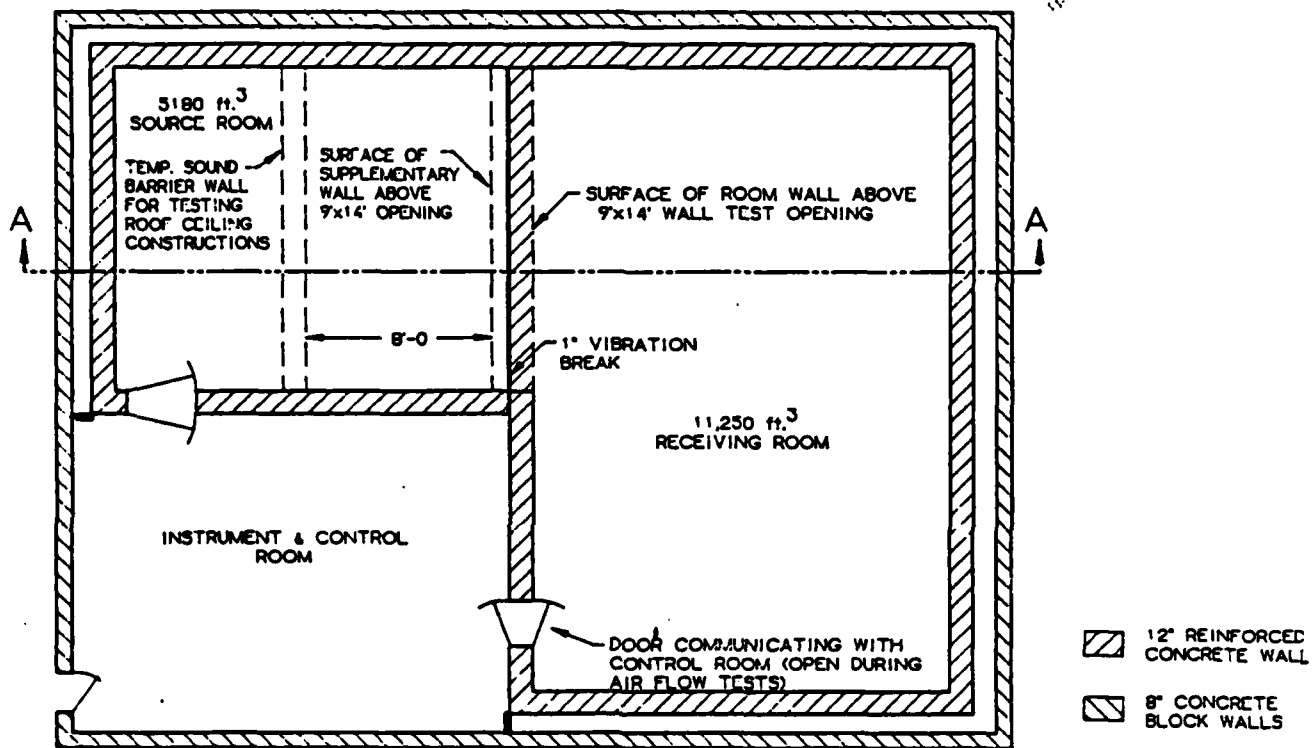 5180 ft.3
SOURCE ROOM
TEMP. SOUND
BARRIER WALL
FOR TESTING
ROOF CEILING
CONSTRUCTIONS
SURFACE OF
SUPPLEMENTARY
WALL ABOVE
9'x14' OPENING
SURFACE OF ROOM WALL ABOVE
9'x14' WALL TEST OPENING
A
A
8'-0
1" VIBRATION
BREAK
11,250 ft.3
RECEIVING ROOM
INSTRUMENT & CONTROL
ROOM
DOOR COMMUNICATING WITH
CONTROL ROOM (OPEN DURING
AIR FLOW TESTS)
12" REINFORCED
CONCRETE WALL
8" CONCRETE
BLOCK WALLS